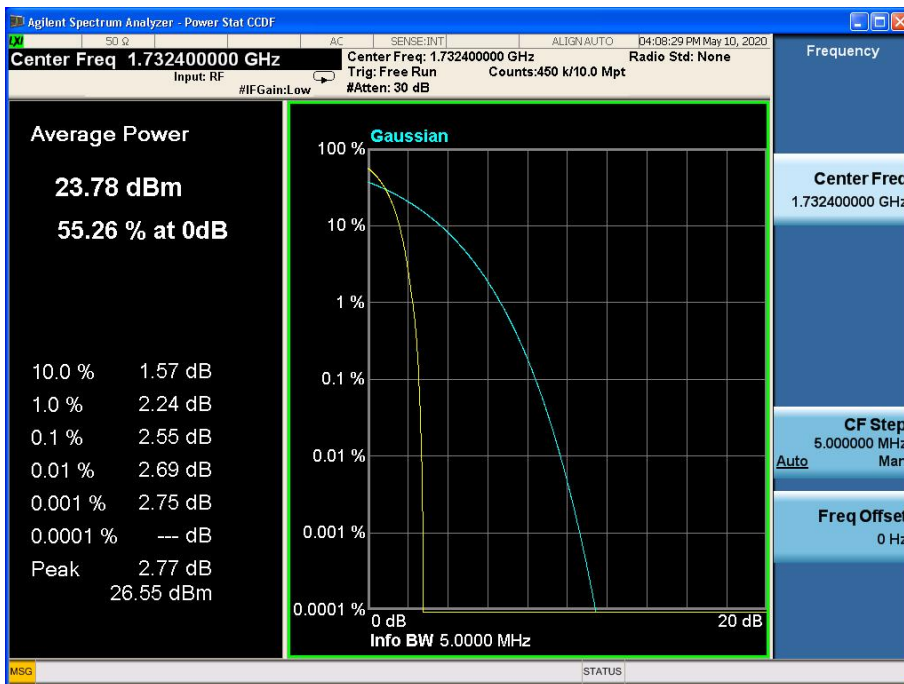 Agilent Spectrum Analyzer - Power Stat CCDF
LXI 50 Ω AC SENSE:INT ALIGN AUTO 04:08:29 PM May 10, 2020
Center Freq 1.732400000 GHz Center Freq: 1.732400000 GHz Radio Std: None
Input: RF Trig: Free Run Counts:450 k/10.0 Mpt
#IFGain:Low #Atten: 30 dB
Frequency
Average Power
23.78 dBm
55.26 % at 0dB
10.0 % 1.57 dB
1.0 % 2.24 dB
0.1 % 2.55 dB
0.01 % 2.69 dB
0.001 % 2.75 dB
0.0001 % --- dB
Peak 2.77 dB
26.55 dBm
Gaussian
100 %
10 %
1 %
0.1 %
0.01 %
0.001 %
0.0001 %
0 dB 20 dB
Info BW 5.0000 MHz
Center Freq
1.732400000 GHz
CF Step
5.000000 MHz
Auto Man
Freq Offset
0 Hz
MSG STATUS